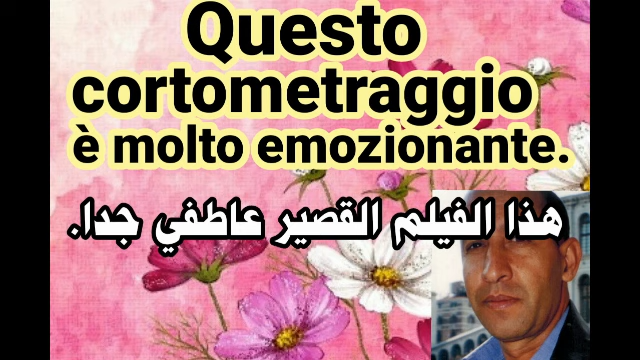 Questo
cortometraggio
è molto emozionante.
هذا الفيلم القصير عاطفي جدا.